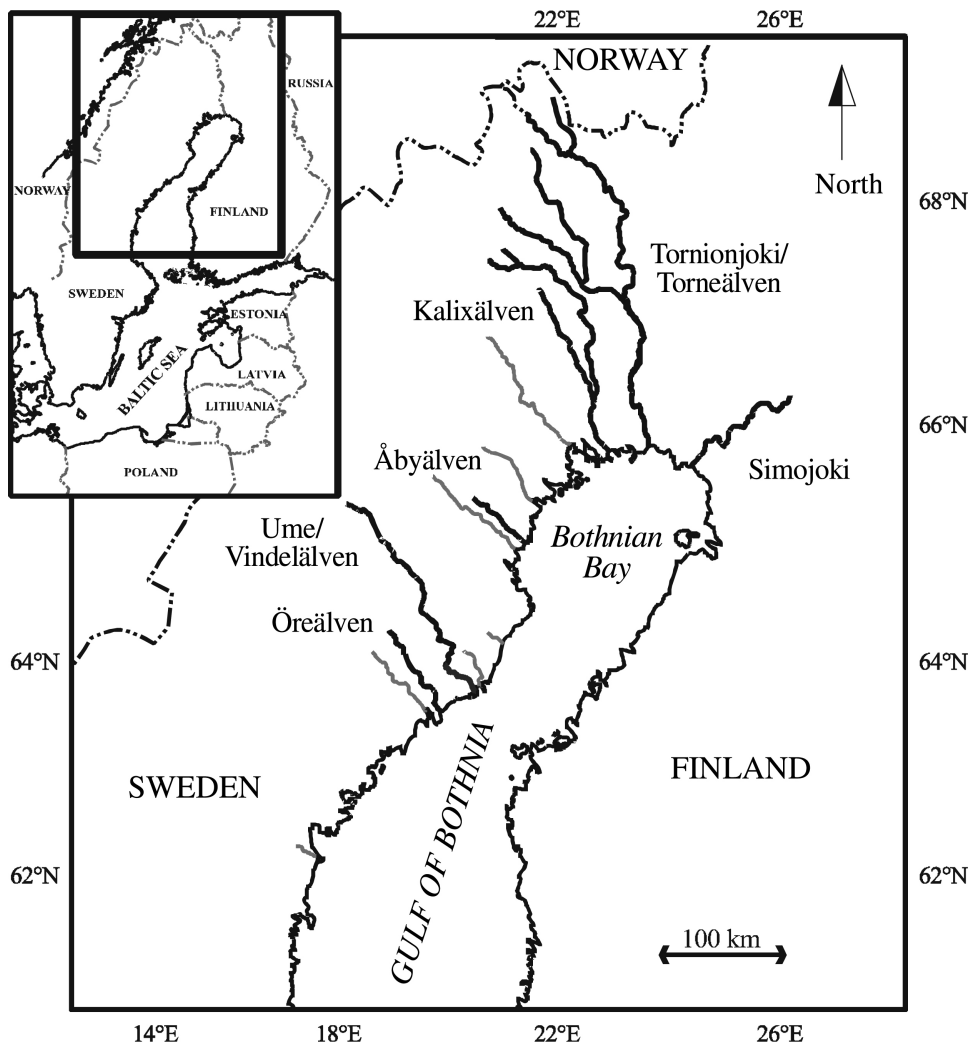 22°E
26°E
NORWAY
RUSSIA
North
NORWAY
68°N
FINLAND
Tornionjoki/
Torneälven
SWEDEN
Kalixälven
ESTONIA
BALTIC SEA
LATVIA
LITHUANIA
66°N
Åbyälven
Simojoki
POLAND
Ume/
Vindelälven
Bothnian
Bay
Öreälven
64°N
64°N
SWEDEN
FINLAND
GULF OF BOTHNIA
62°N
62°N
100 km
14°E
18°E
22°E
26°E